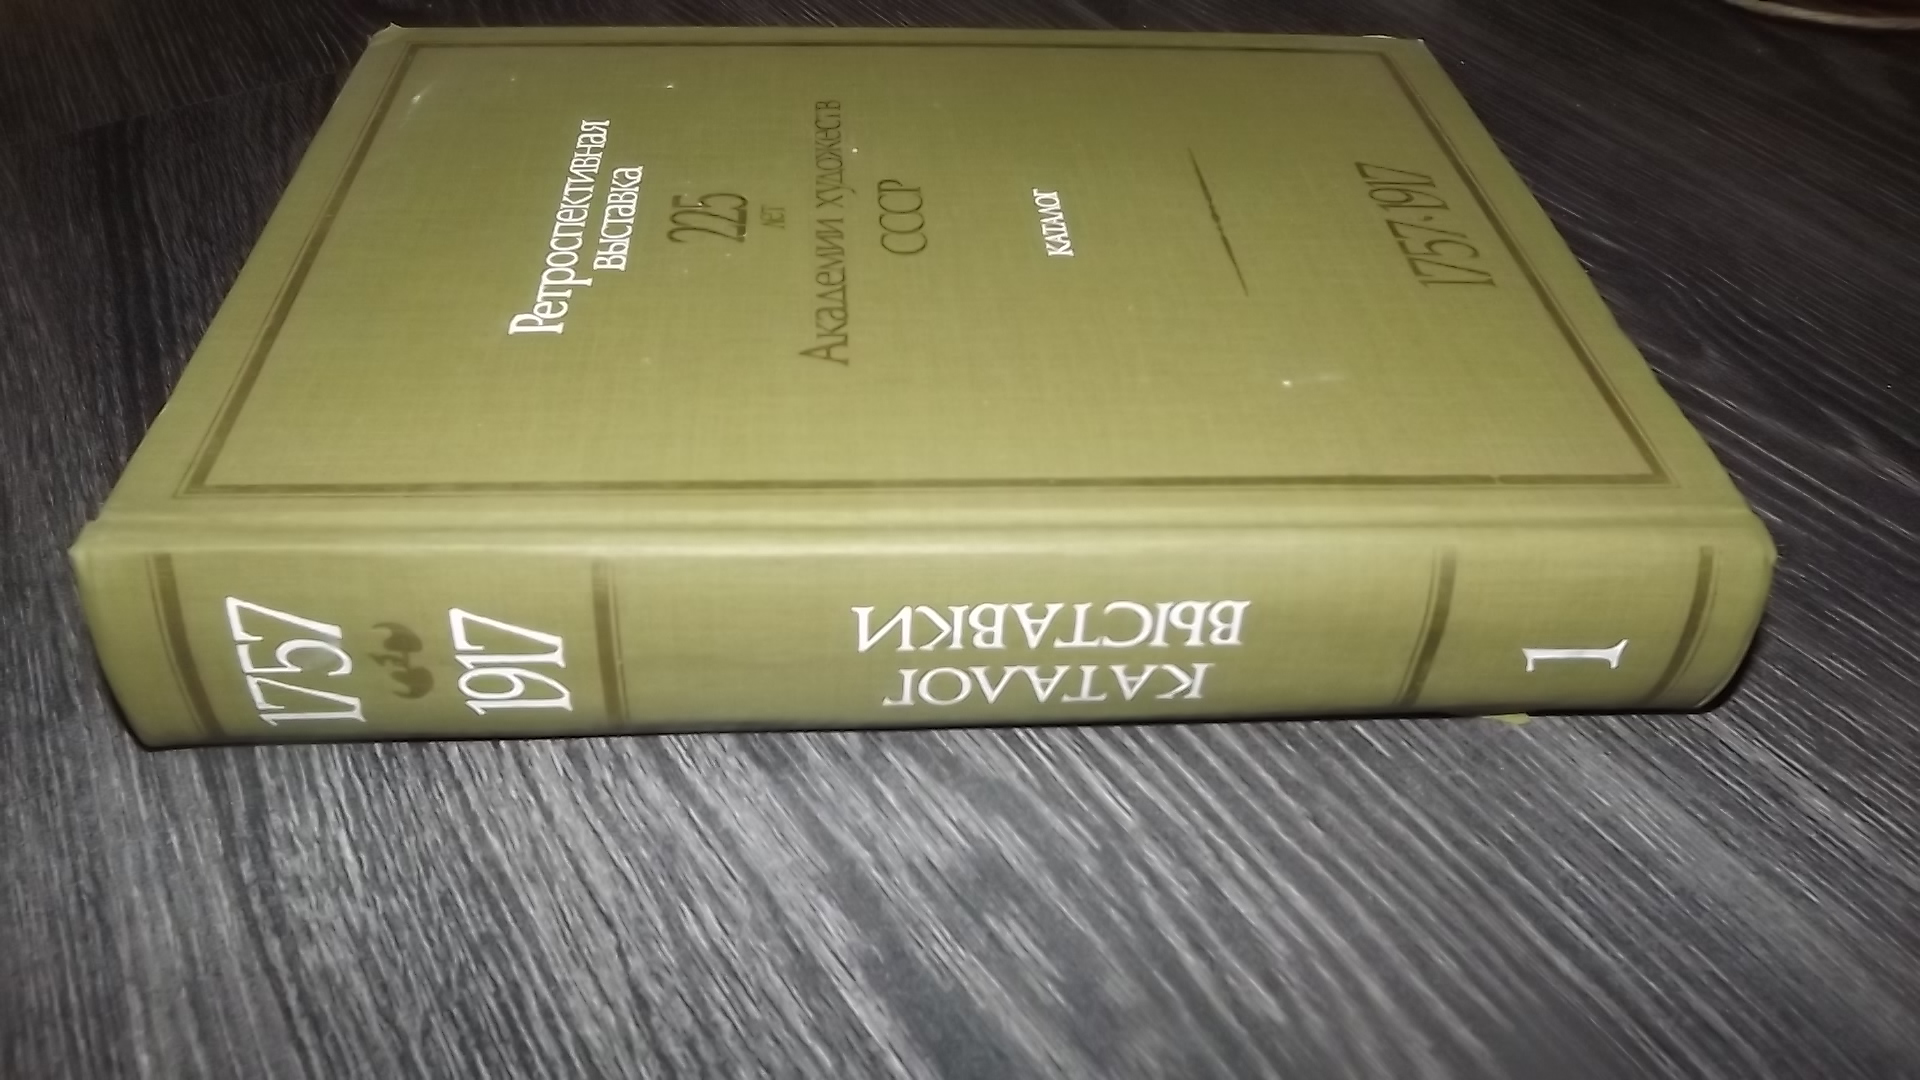 Ретроспективная
выставка
225
лет
Академии художеств
СССР
КАТАЛОГ
1757·1917
1757
1917
КАТАЛОГ
ВЫСТАВКИ
1